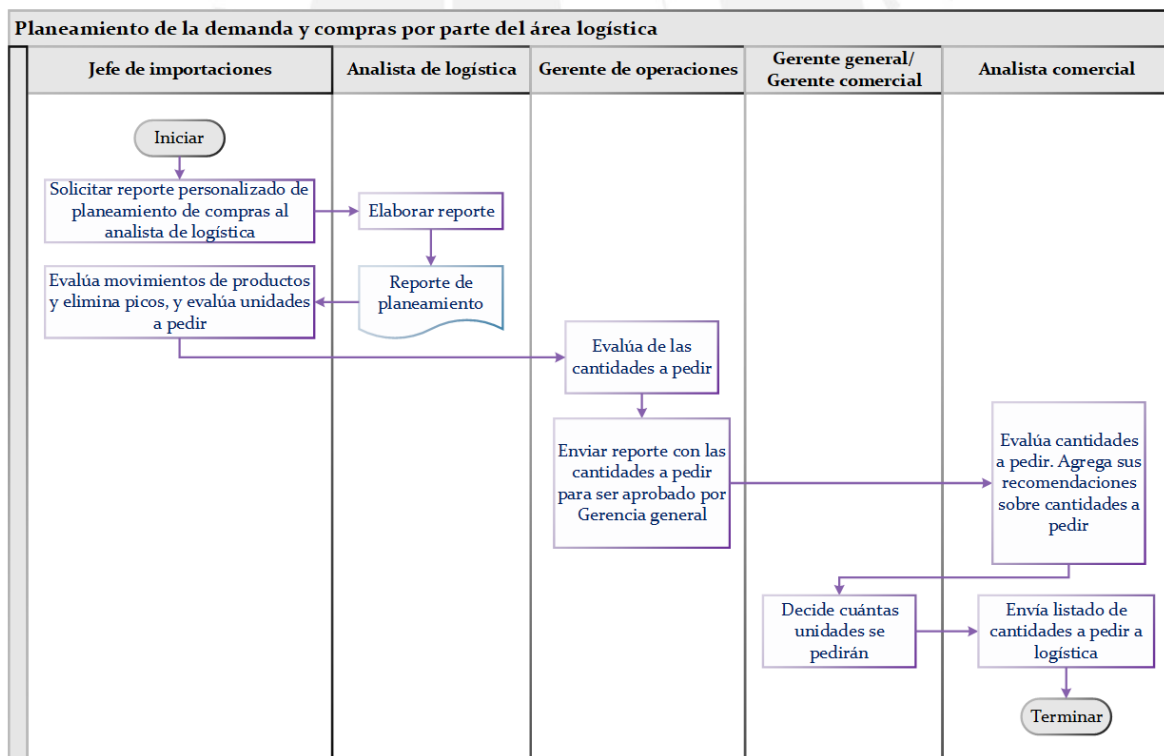 Planeamiento de la demanda y compras por parte del área logística
Jefe de importaciones
Analista de logística
Gerente de operaciones
Gerente general/
Gerente comercial
Analista comercial
Iniciar
Solicitar reporte personalizado de
planeamiento de compras al
analista de logística
Elaborar reporte
Evalúa movimientos de productos
y elimina picos, y evalúa unidades
a pedir
Reporte de
planeamiento
Evalúa de las
cantidades a pedir
Enviar reporte con las
cantidades a pedir
para ser aprobado por
Gerencia general
Evalúa cantidades
a pedir. Agrega sus
recomendaciones
sobre cantidades a
pedir
Decide cuántas
unidades se
pedirán
Envía listado de
cantidades a pedir a
logística
Terminar